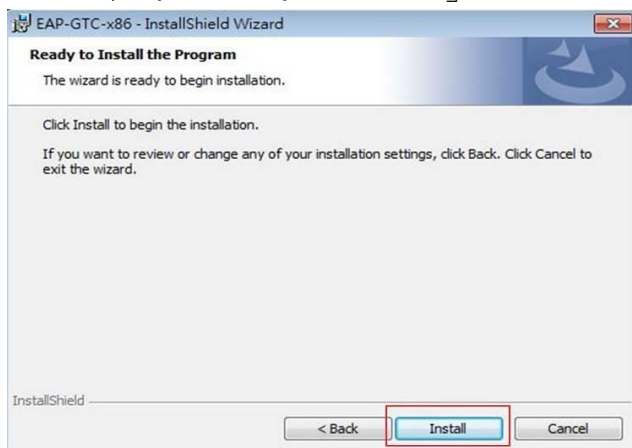 EAP-GTC-x86 - InstallShield Wizard
Ready to Install the Program
The wizard is ready to begin installation.
Click Install to begin the installation.
If you want to review or change any of your installation settings, click Back. Click Cancel to
exit the wizard.
InstallShield
< Back Install Cancel